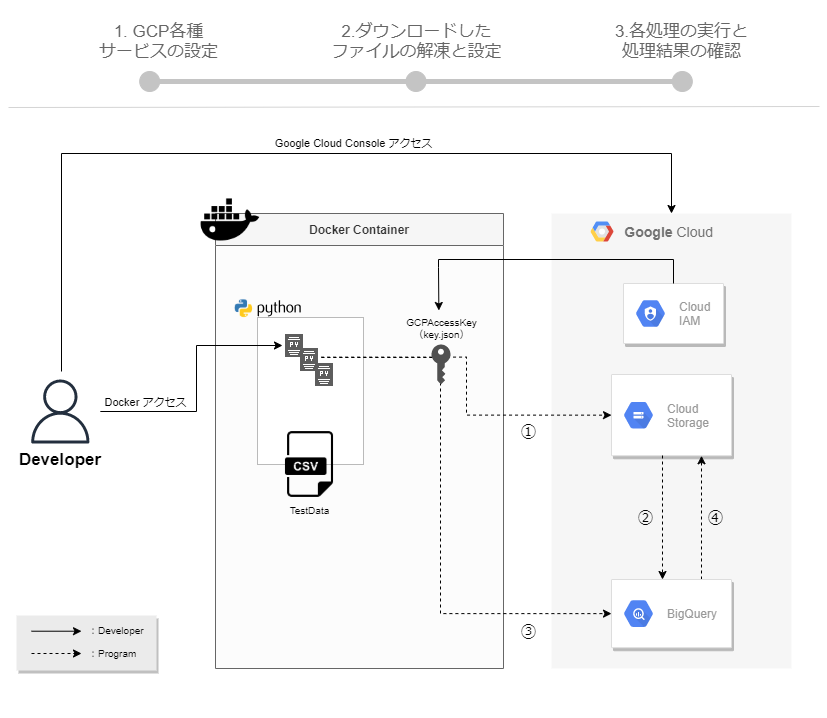 1. GCP各種
サービスの設定
2.ダウンロードした
ファイルの解凍と設定
3.各処理の実行と
処理結果の確認
Google Cloud Console アクセス
Docker Container
Google Cloud
python
GCPAccessKey
(key.json)
Cloud
IAM
PY
PY
PY
Docker アクセス
Cloud
Storage
①
Developer
CSV
TestData
②
④
BigQuery
③
: Developer
: Program